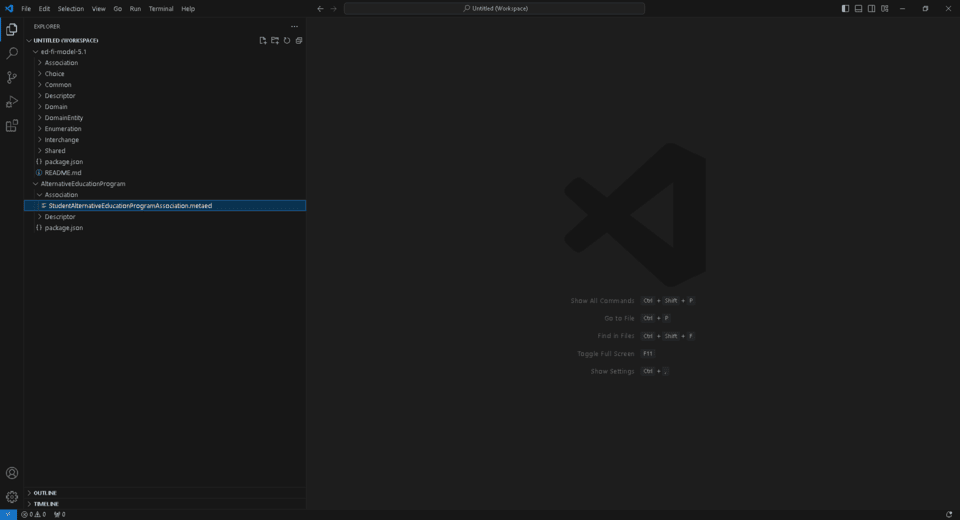 File Edit Selection View Go Run Terminal Help
Untitled (Workspace)
EXPLORER
UNTITLED (WORKSPACE)
ed-fi-model-5.1
Association
Choice
Common
Descriptor
Domain
DomainEntity
Enumeration
Interchange
Shared
{} package.json
README.md
AlternativeEducationProgram
Association
StudentAlternativeEducationProgramAssociation.metaed
Descriptor
{} package.json
Show All Commands Ctrl + Shift + P
Go to File Ctrl + P
Find in Files Ctrl + Shift + F
Toggle Full Screen F11
Show Settings Ctrl + ,
OUTLINE
TIMELINE
0 0 0